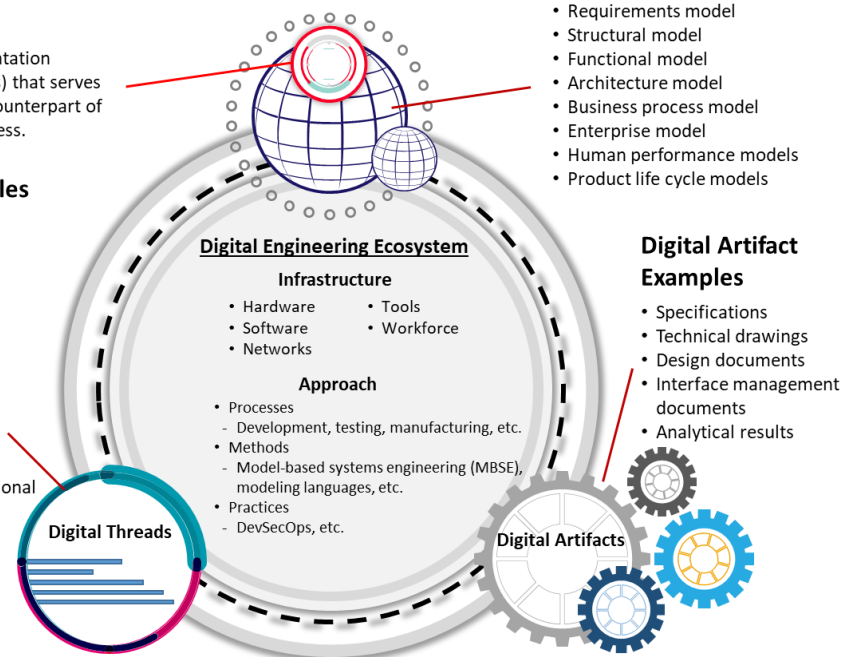 ntation
s) that serves
ounterpart of
ess.
les
• Requirements model
• Structural model
• Functional model
• Architecture model
• Business process model
• Enterprise model
• Human performance models
• Product life cycle models
Digital Engineering Ecosystem
Infrastructure
• Hardware
• Software
• Networks
• Tools
• Workforce
Approach
• Processes
- Development, testing, manufacturing, etc.
• Methods
- Model-based systems engineering (MBSE),
modeling languages, etc.
• Practices
- DevSecOps, etc.
Digital Artifact
Examples
• Specifications
• Technical drawings
• Design documents
• Interface management
documents
• Analytical results
onal
Digital Threads
Digital Artifacts